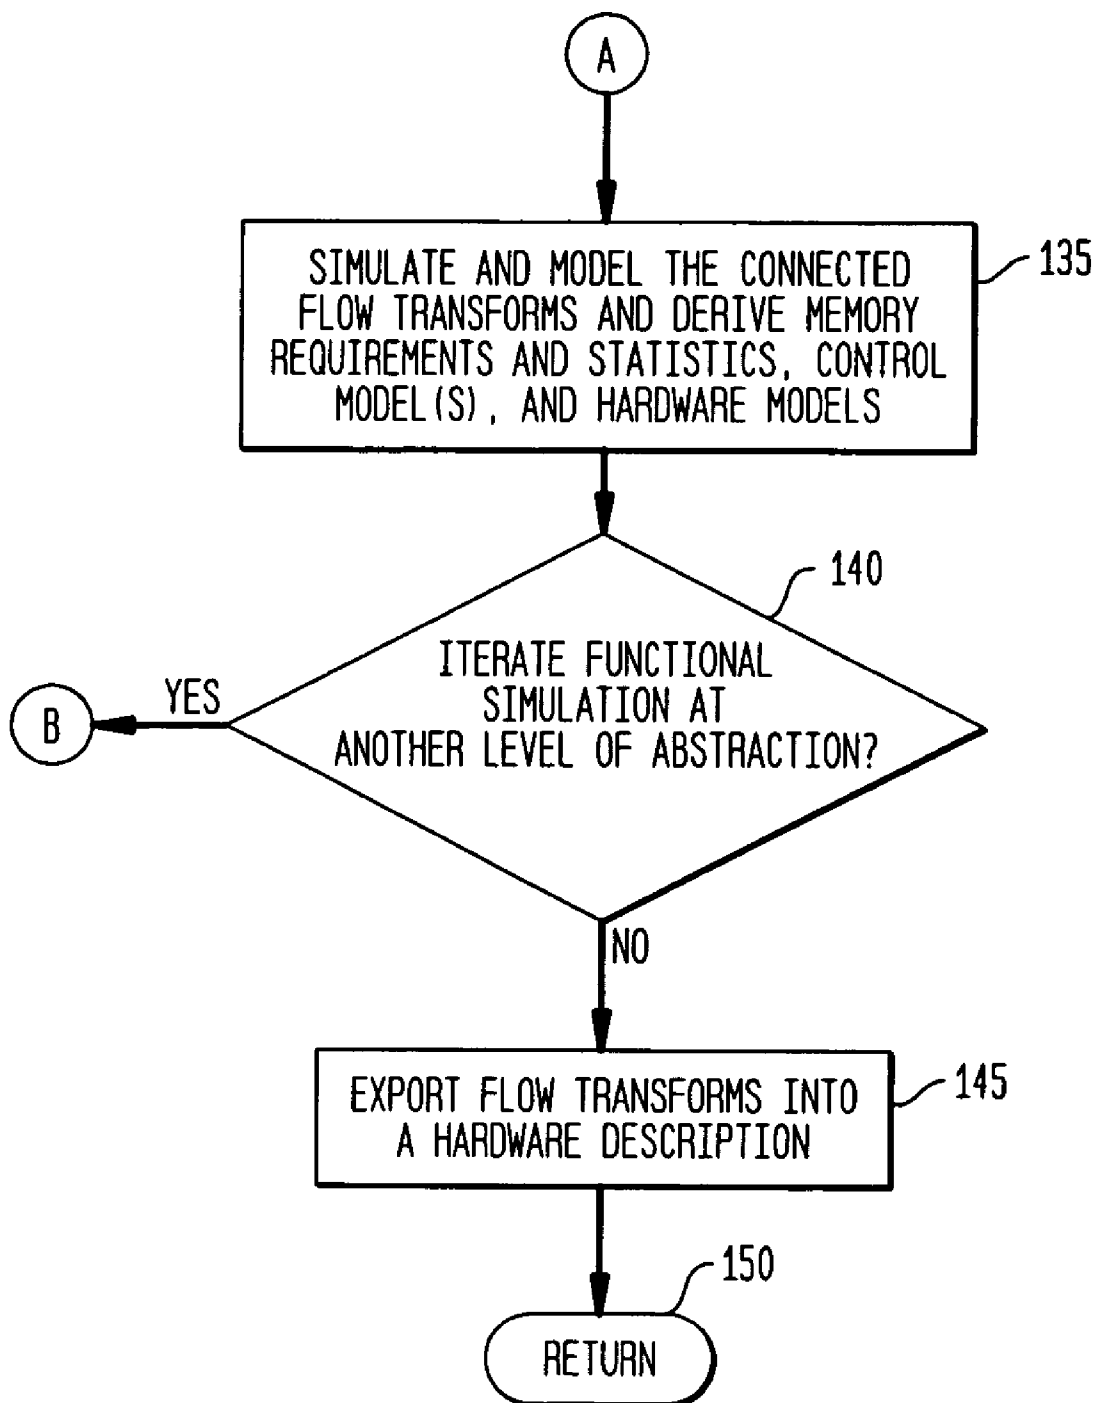 A
SIMULATE AND MODEL THE CONNECTED
FLOW TRANSFORMS AND DERIVE MEMORY
REQUIREMENTS AND STATISTICS, CONTROL
MODEL(S), AND HARDWARE MODELS
135
140
ITERATE FUNCTIONAL
SIMULATION AT
ANOTHER LEVEL OF ABSTRACTION?
YES
B
NO
EXPORT FLOW TRANSFORMS INTO
A HARDWARE DESCRIPTION
145
150
RETURN